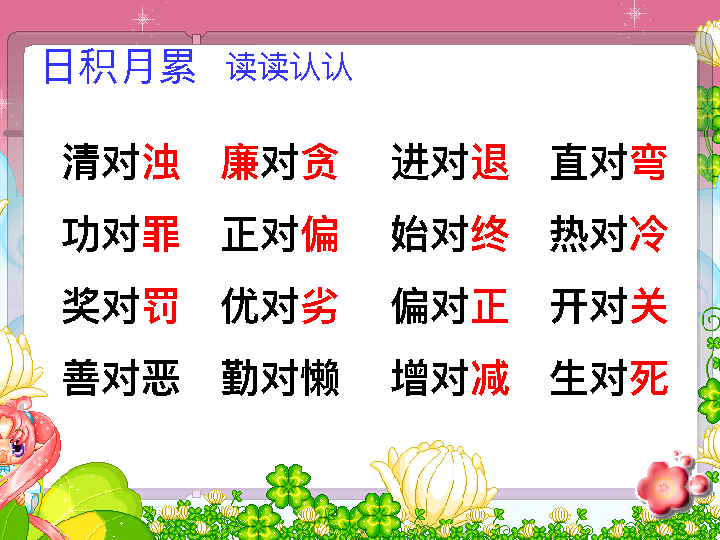 日积月累 读读认认
清对浊 廉对贪 进对退 直对弯
功对罪 正对偏 始对终 热对冷
奖对罚 优对劣 偏对正 开对关
善对恶 勤对懒 增对减 生对死